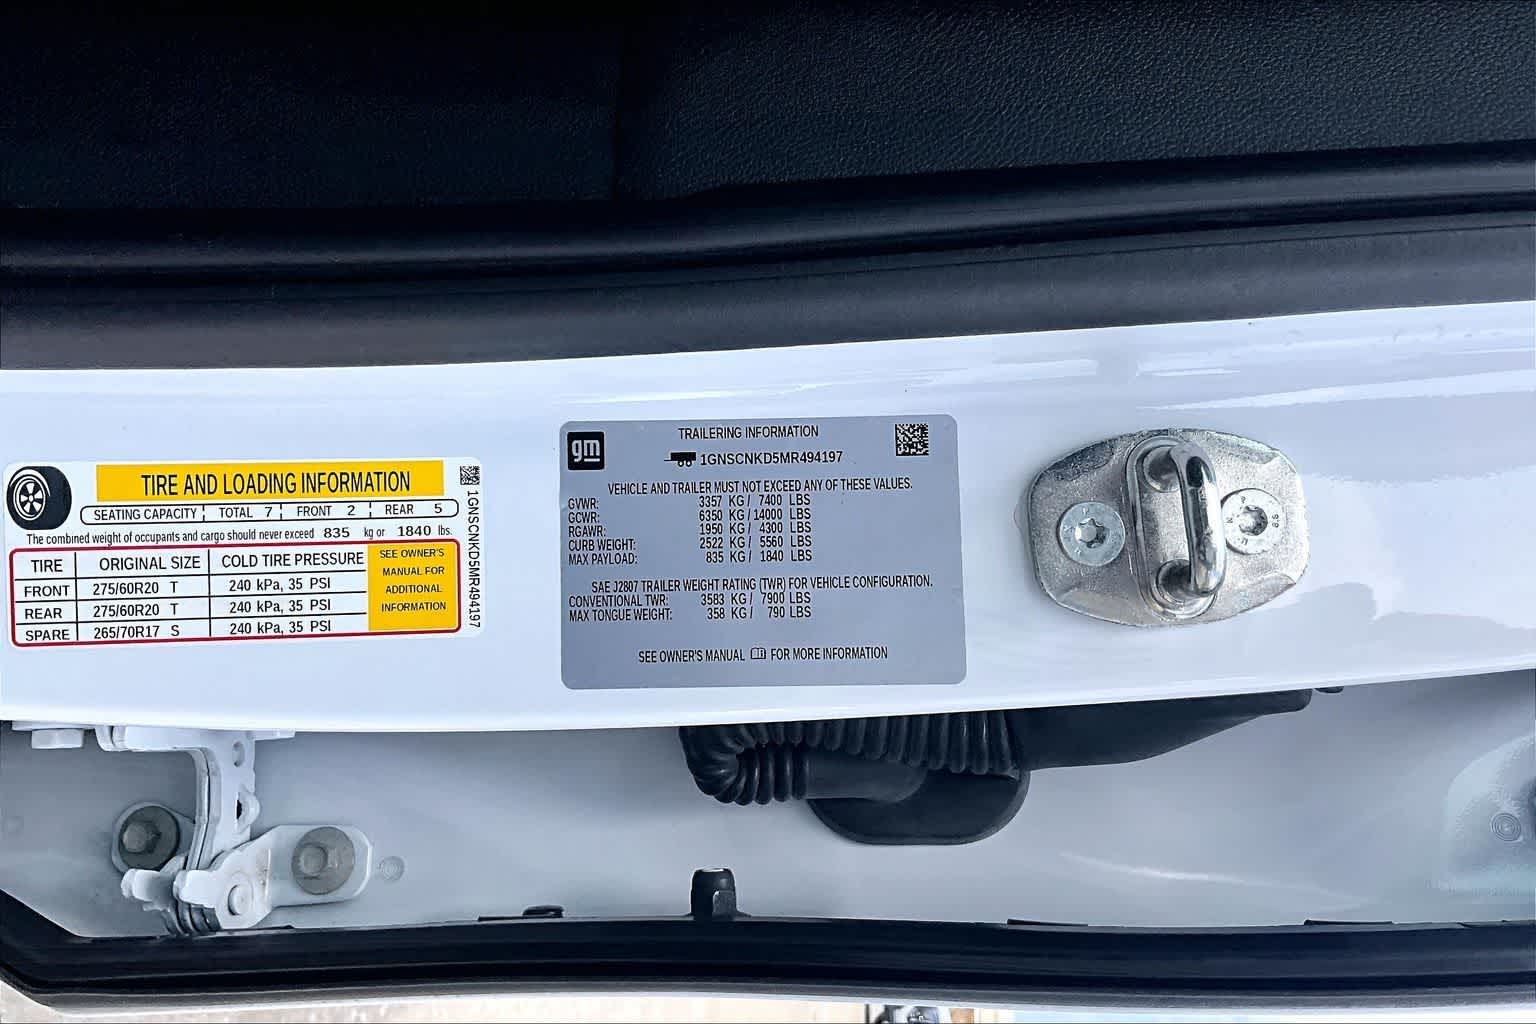 TIRE AND LOADING INFORMATION
SEATING CAPACITY TOTAL 7 FRONT 2 REAR 5
The combined weight of occupants and cargo should never exceed 835 kg or 1840 lbs.
TIRE ORIGINAL SIZE COLD TIRE PRESSURE
FRONT 275/60R20 T 240 kPa, 35 PSI
REAR 275/60R20 T 240 kPa, 35 PSI
SPARE 265/70R17 S 240 kPa, 35 PSI
SEE OWNER'S
MANUAL FOR
ADDITIONAL
INFORMATION
1GNSCNKD5MR494197
gm
TRAILERING INFORMATION
1GNSCNKD5MR494197
VEHICLE AND TRAILER MUST NOT EXCEED ANY OF THESE VALUES.
GVWR: 3357 KG / 7400 LBS
GCWR: 6350 KG / 14000 LBS
RGAWR: 1950 KG / 4300 LBS
CURB WEIGHT: 2522 KG / 5560 LBS
MAX PAYLOAD: 835 KG / 1840 LBS
SAE J2807 TRAILER WEIGHT RATING (TWR) FOR VEHICLE CONFIGURATION.
CONVENTIONAL TWR: 3583 KG / 7900 LBS
MAX TONGUE WEIGHT: 358 KG / 790 LBS
SEE OWNER'S MANUAL FOR MORE INFORMATION